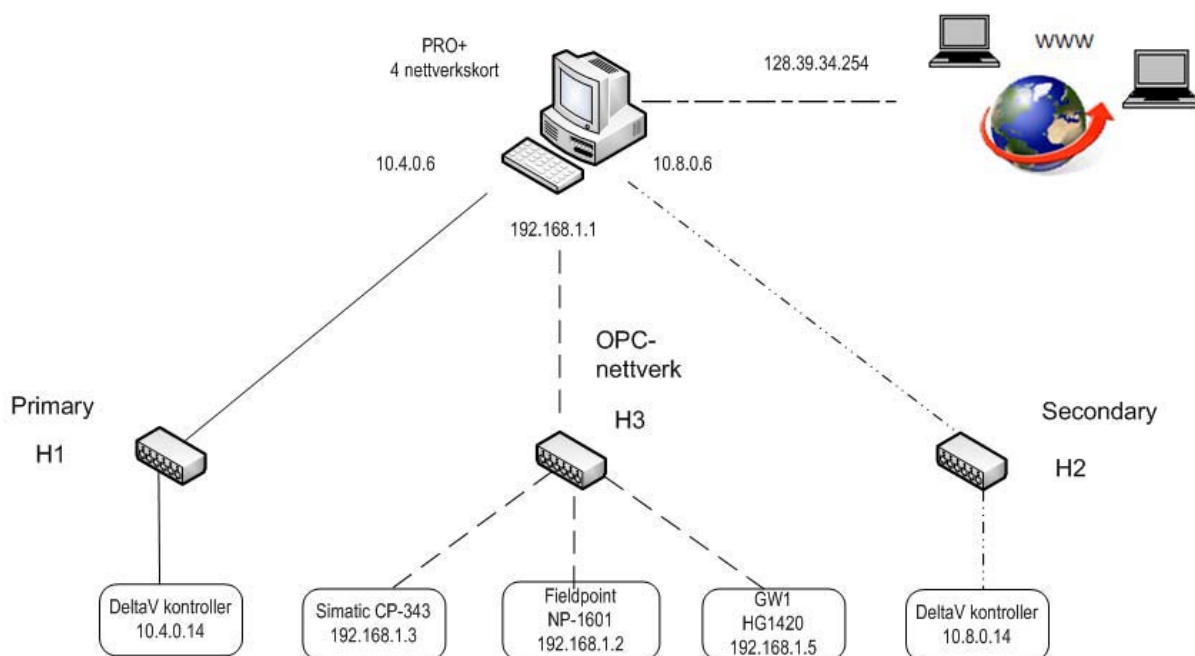 PRO+
4 nettverkskort
128.39.34.254
www
10.4.0.6
10.8.0.6
192.168.1.1
OPC-
nettverk
Primary
H1
H3
Secondary
H2
DeltaV kontroller
10.4.0.14
Simatic CP-343
192.168.1.3
Fieldpoint
NP-1601
192.168.1.2
GW1
HG1420
192.168.1.5
DeltaV kontroller
10.8.0.14